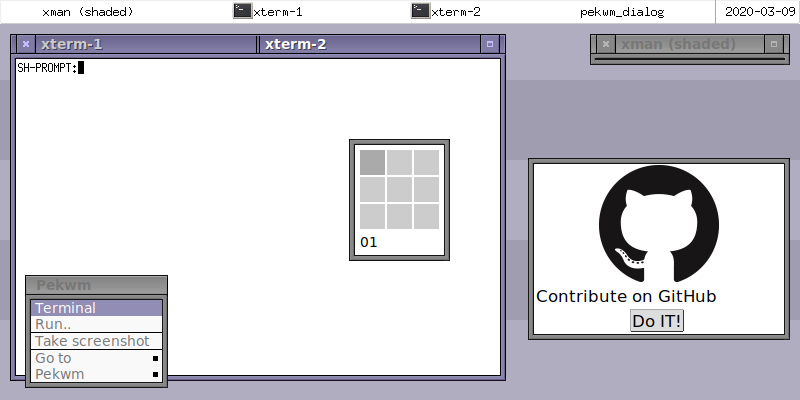 xman (shaded) xterm-1 xterm-2 pekwm_dialog 2020-03-09
xterm-1 xterm-2
xman (shaded)
SH-PROMPT:
01
Contribute on GitHub
Do IT!
Pekwm
Terminal
Run..
Take screenshot
Go to
Pekwm